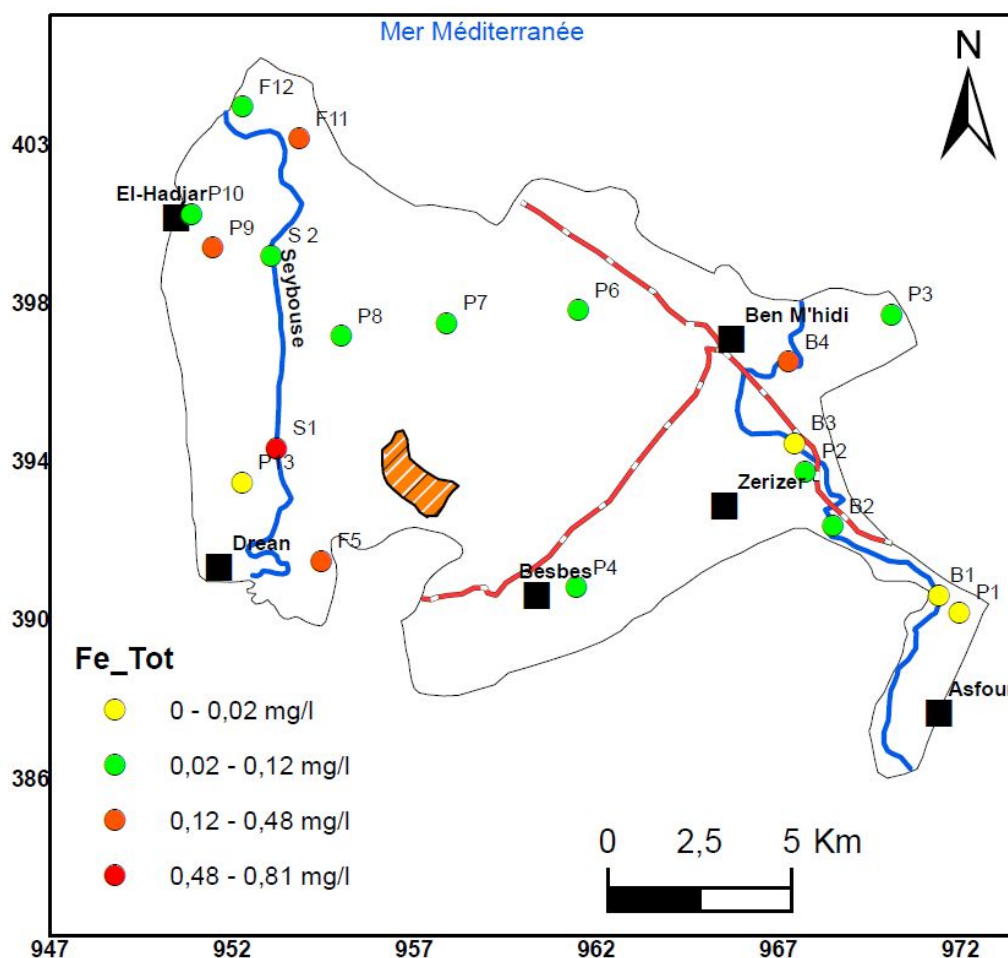 Mer Méditerranée
N
F12
F11
403
El-Hadjar
P10
P9
S 2
Seybouse
398
P8
P7
P6
Ben M'hidi
P3
B4
S1
B3
394
P2
Zerizer
B2
Drean
F5
Besbes
P4
B1
P1
390
Fe_Tot
0 - 0,02 mg/l
Asfour
0,02 - 0,12 mg/l
386
0,12 - 0,48 mg/l
0 2,5 5 Km
0,48 - 0,81 mg/l
947 952 957 962 967 972